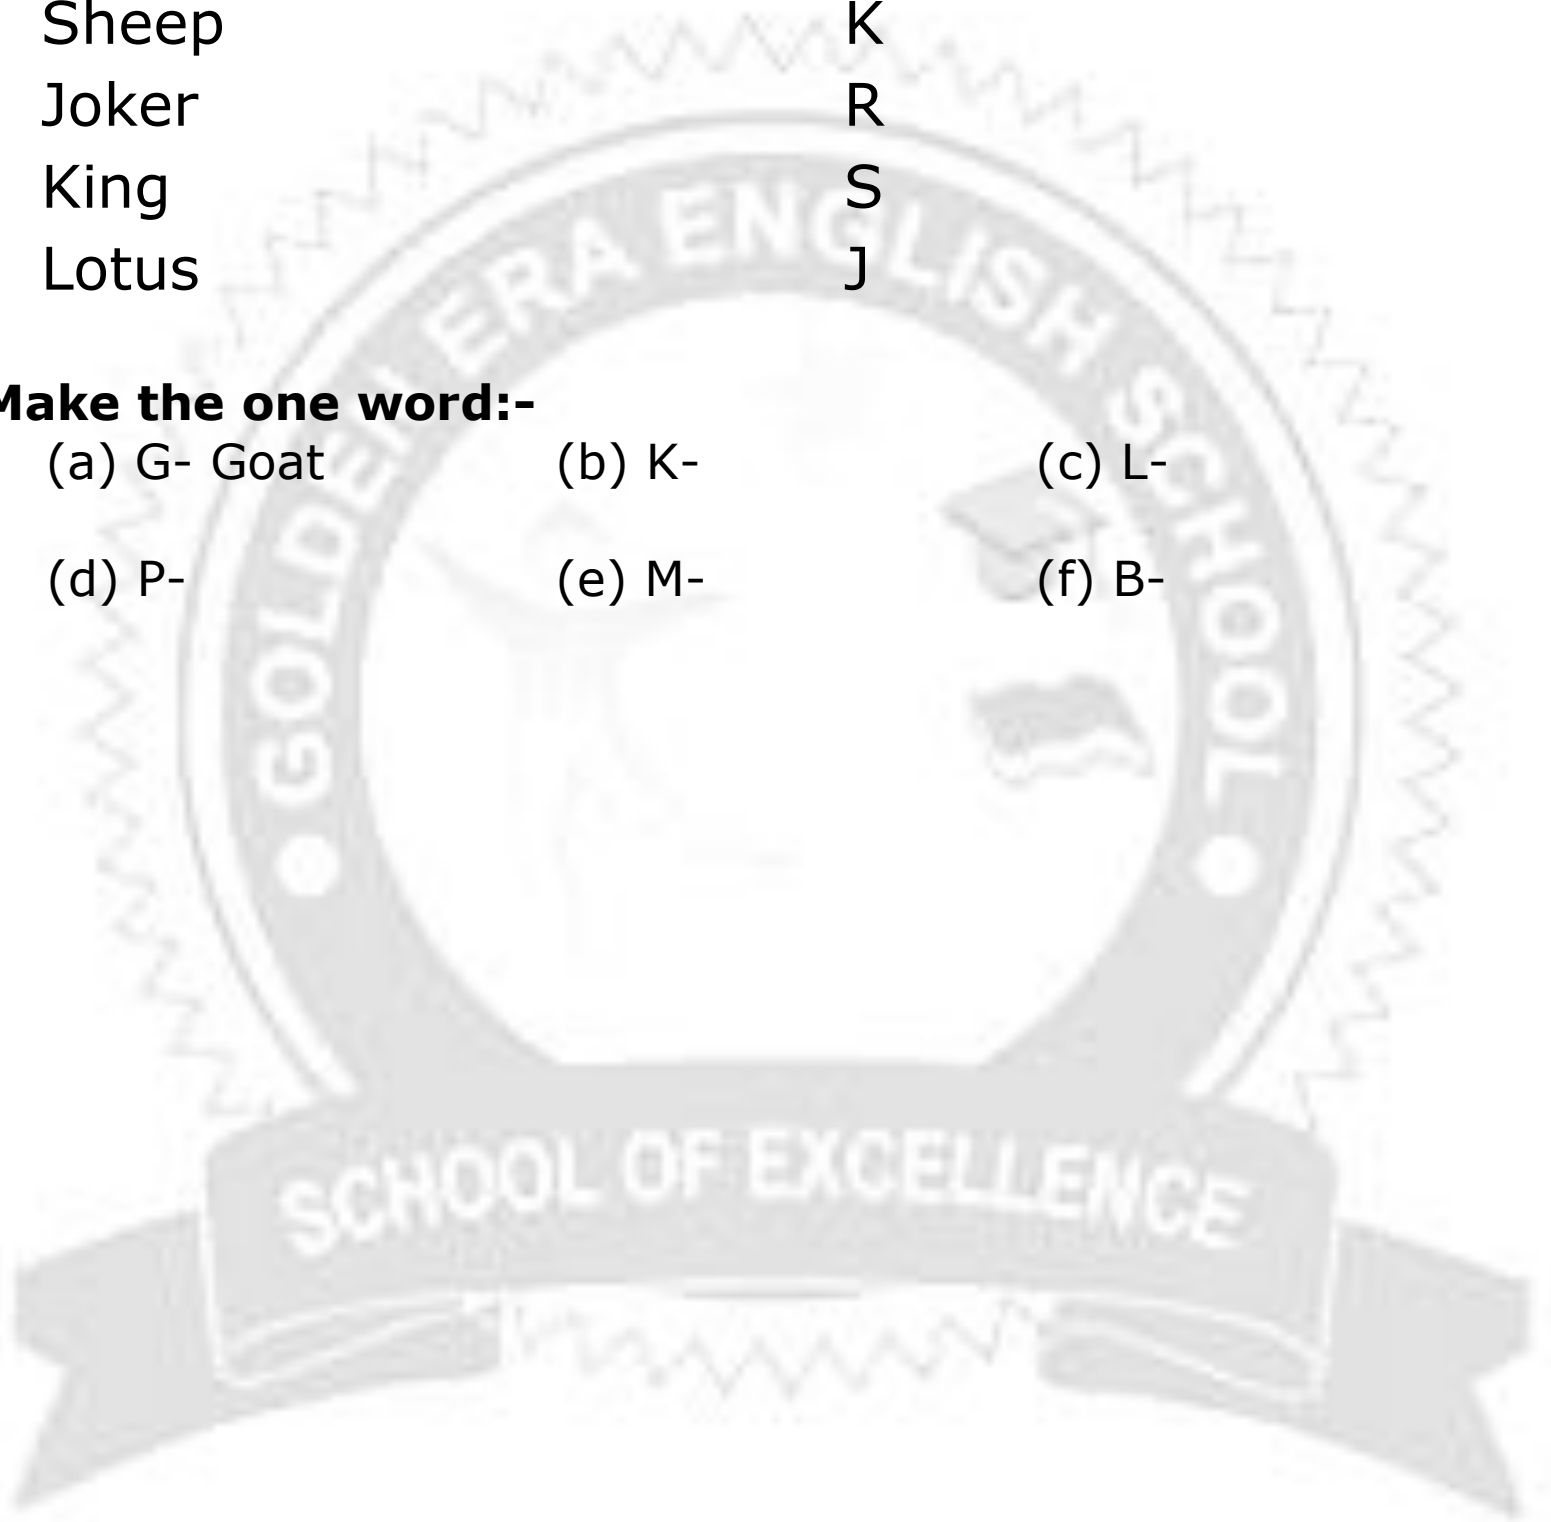 Sheep K
Joker R
King S
Lotus J
Make the one word:-
(a) G- Goat (b) K- (c) L-
(d) P- (e) M- (f) B-
GOLDEN ERA ENGLISH SCHOOL
SCHOOL OF EXCELLENCE